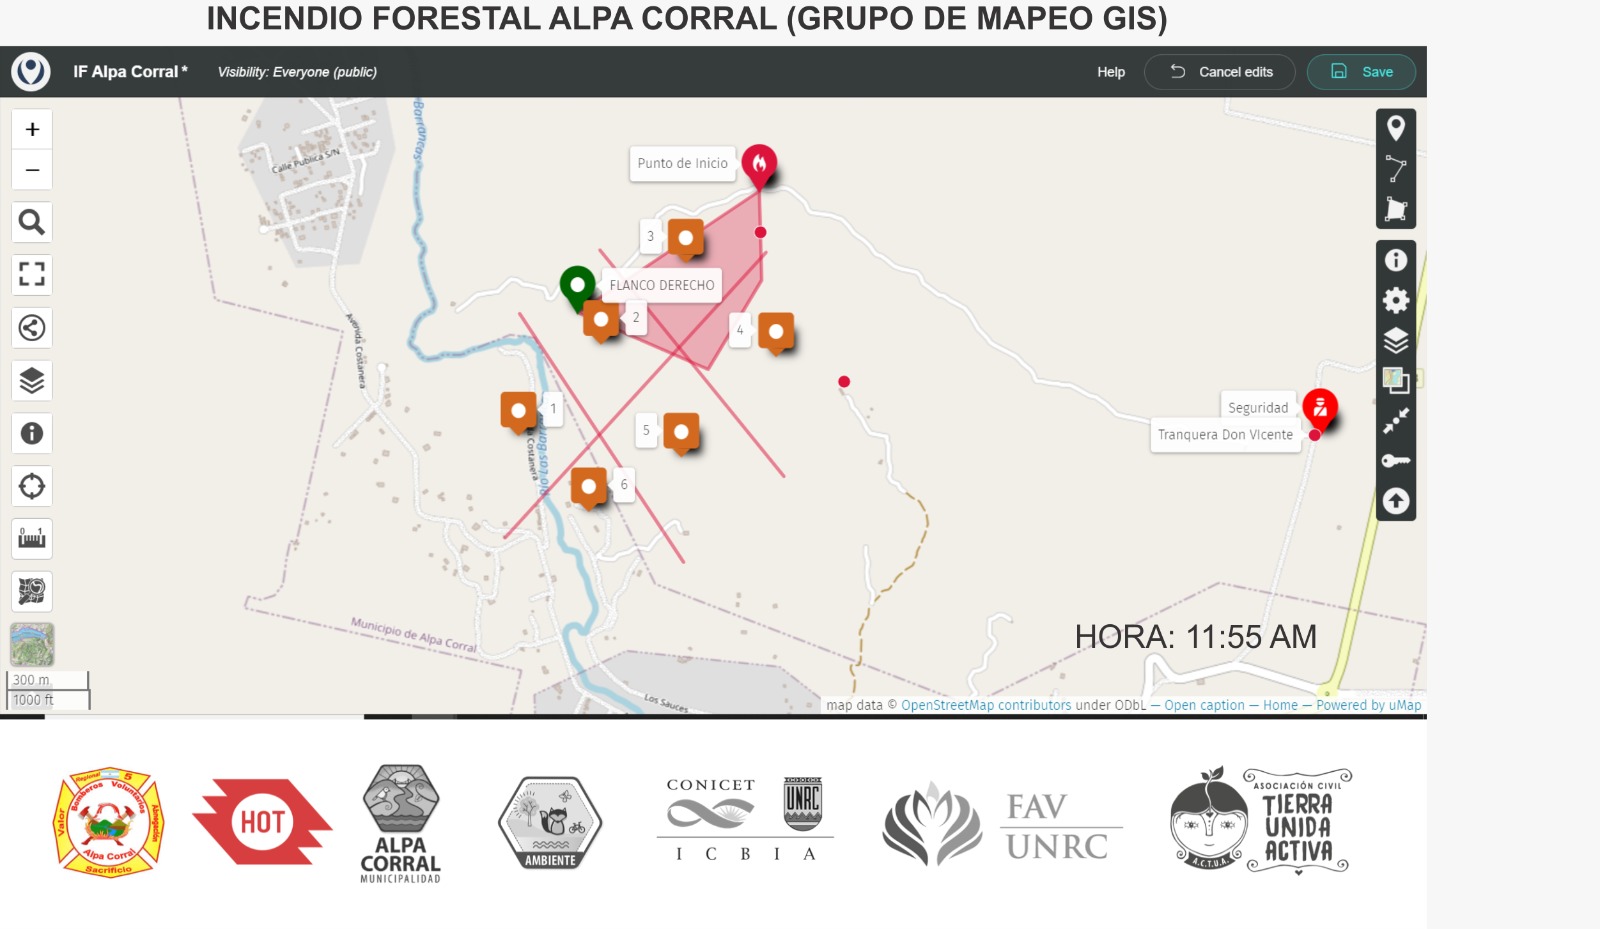 INCENDIO FORESTAL ALPA CORRAL (GRUPO DE MAPEO GIS)
IF Alpa Corral *
Visibility: Everyone (public)
Help
Cancel edits
Save
Barrancas
Calle Publica S/N
Punto de Inicio
3
FLANCO DERECHO
2
4
Avenida Costanera
1
5
6
Seguridad
Tranquera Don VIcente
Municipio de Alpa Corral
HORA: 11:55 AM
Los Sauces
0 1
300 m
1000 ft
map data © OpenStreetMap contributors under ODbL — Open caption — Home — Powered by uMap
Regional 5
Bomberos Voluntarios
Valor
Abnegación
Alpa Corral
Sacrificio
HOT
ALPA
CORRAL
MUNICIPALIDAD
AMBIENTE
CONICET
UNRC
I C B I A
FAV
UNRC
A.C.T.U.A.
ASOCIACIÓN CIVIL
TIERRA
UNIDA
ACTIVA